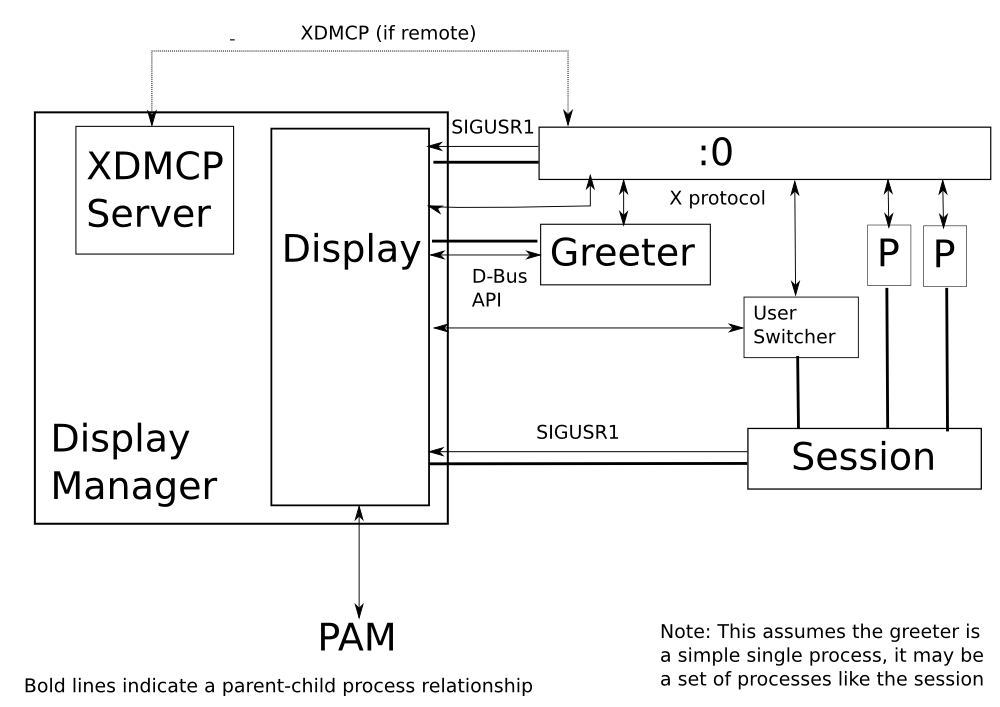 XDMCP (if remote)
-
SIGUSR1
:0
XDMCP
Server
X protocol
Display
Greeter
P
P
D-Bus
API
User
Switcher
Display
Manager
SIGUSR1
Session
PAM
Note: This assumes the greeter is
a simple single process, it may be
a set of processes like the session
Bold lines indicate a parent-child process relationship